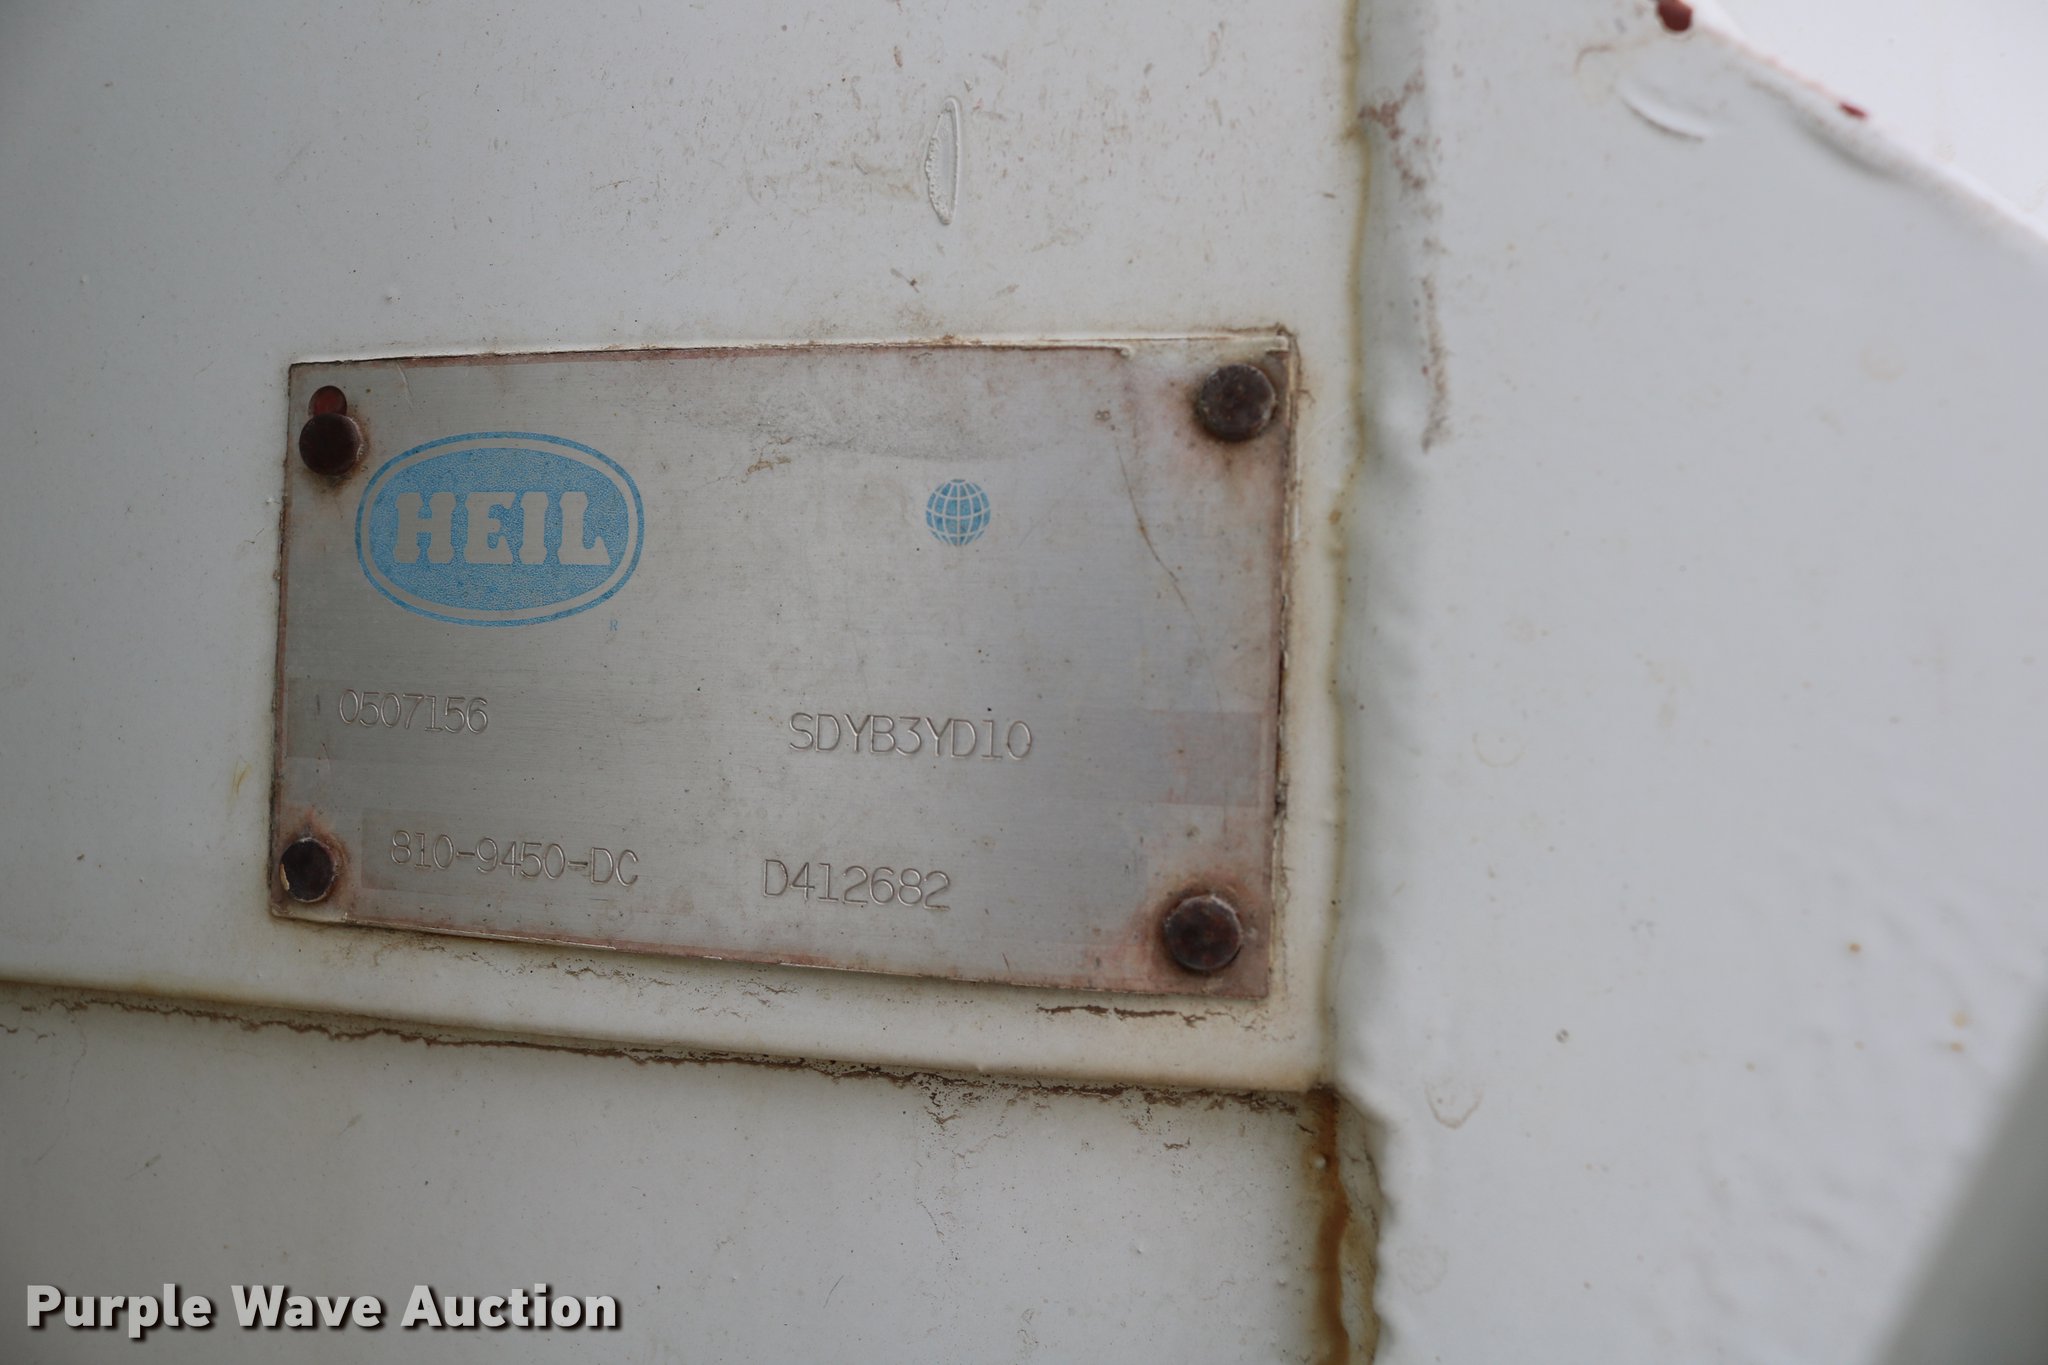 HEIL
R
0507156 SDYB3YD10
810-9450-DC D412682
Purple Wave Auction